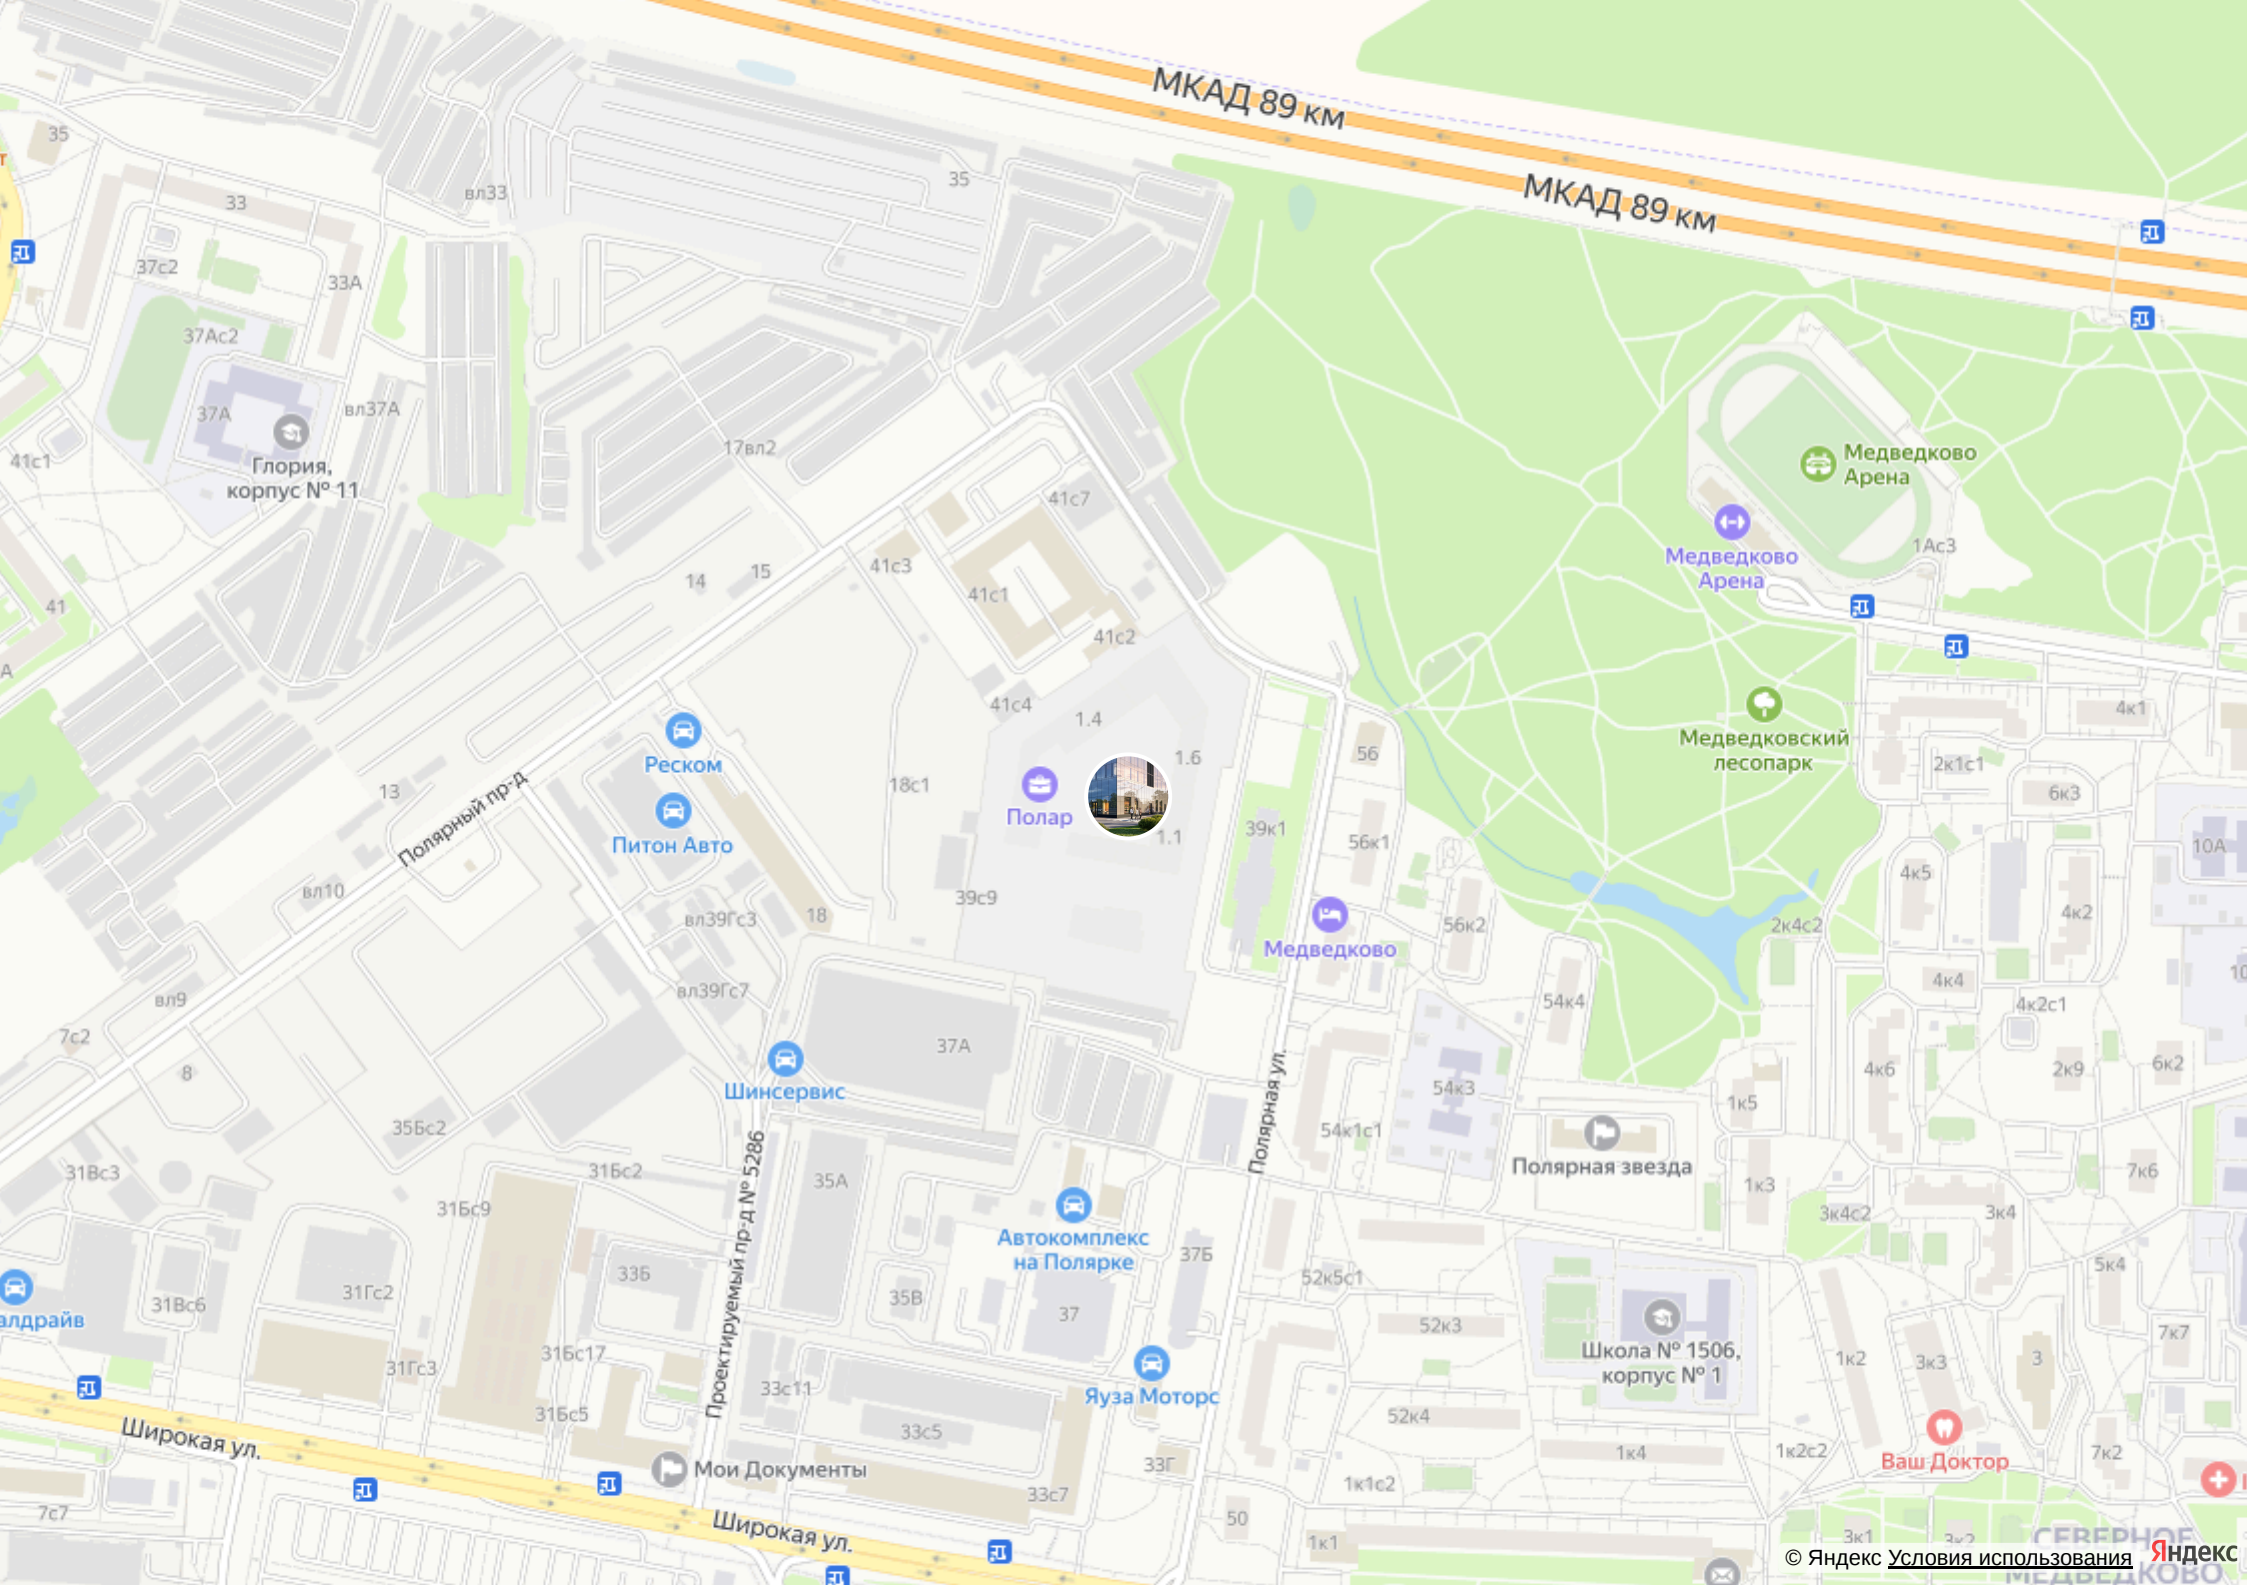 МКАД 89 км
МКАД 89 км
35
33
вл33
35
37с2
33А
37Ас2
37А
вл37А
Глория,
корпус № 11
41с1
17вл2
41с7
Медведково
Арена
Медведково
Арена
1Ас3
41с3
14
15
41с1
41
41с2
А
41с4
1.4
4к1
Медведковский
лесопарк
Реском
1.6
56
2к1с1
13
18с1
6к3
Полярный пр-д
Полар
Питон Авто
1.1
39к1
56к1
10А
4к5
вл10
39с9
18
вл39Гс3
56к2
2к4с2
4к2
Медведково
вл9
вл39Гс7
54к4
4к4
10
4к2с1
7с2
37А
8
Шинсервис
54к3
4к6
2к9
6к2
1к5
35Бс2
Полярная ул.
54к1с1
Полярная звезда
31Вс3
31Бс2
35А
7к6
1к3
31Бс9
3к4с2
3к4
Автокомплекс
на Полярке
37Б
Проектируемый пр-д № 5286
33Б
52к5с1
5к4
31Вс6
31Гс2
35В
37
алдрайв
52к3
7к7
Школа № 1506,
корпус № 1
31Бс17
31Гс3
1к2
3к3
3
33с11
Яуза Моторс
31Бс5
52к4
33с5
Широкая ул.
1к4
1к2с2
7к2
Ваш Доктор
Мои Документы
33Г
1к1с2
33с7
7с7
50
Широкая ул.
1к1
3к1
3к2
СЕВЕРНОЕ
МЕДВЕДКОВО
© Яндекс Условия использования
Яндекс